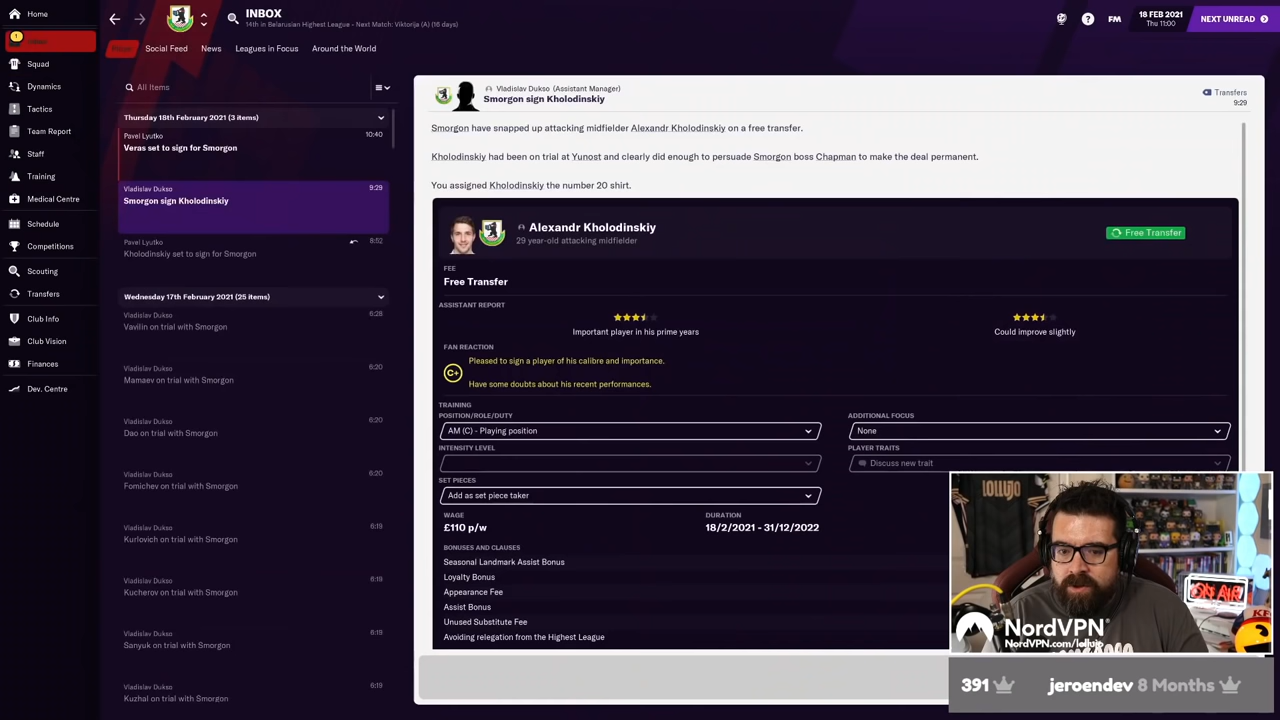 Home
INBOX
14th in Belarusian Highest League - Next Match: Viktorija (A) (16 days)
FM
18 FEB 2021
Thu 11:00
NEXT UNREAD
1
Social Feed
News
Leagues in Focus
Around the World
Squad
Dynamics
Tactics
Team Report
Staff
Training
Medical Centre
Schedule
Competitions
Scouting
Transfers
Club Info
Club Vision
Finances
Dev. Centre
All Items
Thursday 18th February 2021 (3 items)
Pavel Lyutko
10:40
Veras set to sign for Smorgon
Vladislav Dukso
9:29
Smorgon sign Kholodinskiy
Pavel Lyutko
8:52
Kholodinskiy set to sign for Smorgon
Wednesday 17th February 2021 (25 items)
Vladislav Dukso
6:28
Vavilin on trial with Smorgon
Vladislav Dukso
6:20
Mamaev on trial with Smorgon
Vladislav Dukso
6:20
Dao on trial with Smorgon
Vladislav Dukso
6:20
Fomichev on trial with Smorgon
Vladislav Dukso
6:19
Kurlovich on trial with Smorgon
Vladislav Dukso
6:19
Kucherov on trial with Smorgon
Vladislav Dukso
6:19
Sanyuk on trial with Smorgon
Vladislav Dukso
6:19
Kuzhal on trial with Smorgon
Vladislav Dukso (Assistant Manager)
Smorgon sign Kholodinskiy
Transfers
9:29
Smorgon have snapped up attacking midfielder Alexandr Kholodinskiy on a free transfer.
Kholodinskiy had been on trial at Yunost and clearly did enough to persuade Smorgon boss Chapman to make the deal permanent.
You assigned Kholodinskiy the number 20 shirt.
Alexandr Kholodinskiy
29 year-old attacking midfielder
Free Transfer
FEE
Free Transfer
ASSISTANT REPORT
Important player in his prime years
Could improve slightly
FAN REACTION
C+
Pleased to sign a player of his calibre and importance.
Have some doubts about his recent performances.
TRAINING
POSITION/ROLE/DUTY
ADDITIONAL FOCUS
AM (C) - Playing position
None
INTENSITY LEVEL
PLAYER TRAITS
Discuss new trait
SET PIECES
Add as set piece taker
WAGE
DURATION
£110 p/w
18/2/2021 - 31/12/2022
BONUSES AND CLAUSES
Seasonal Landmark Assist Bonus
Loyalty Bonus
Appearance Fee
Assist Bonus
Unused Substitute Fee
Avoiding relegation from the Highest League
lollujo
ON AIR
NordVPN®
NordVPN.com/lollujo
391
jeroendev 8 Months